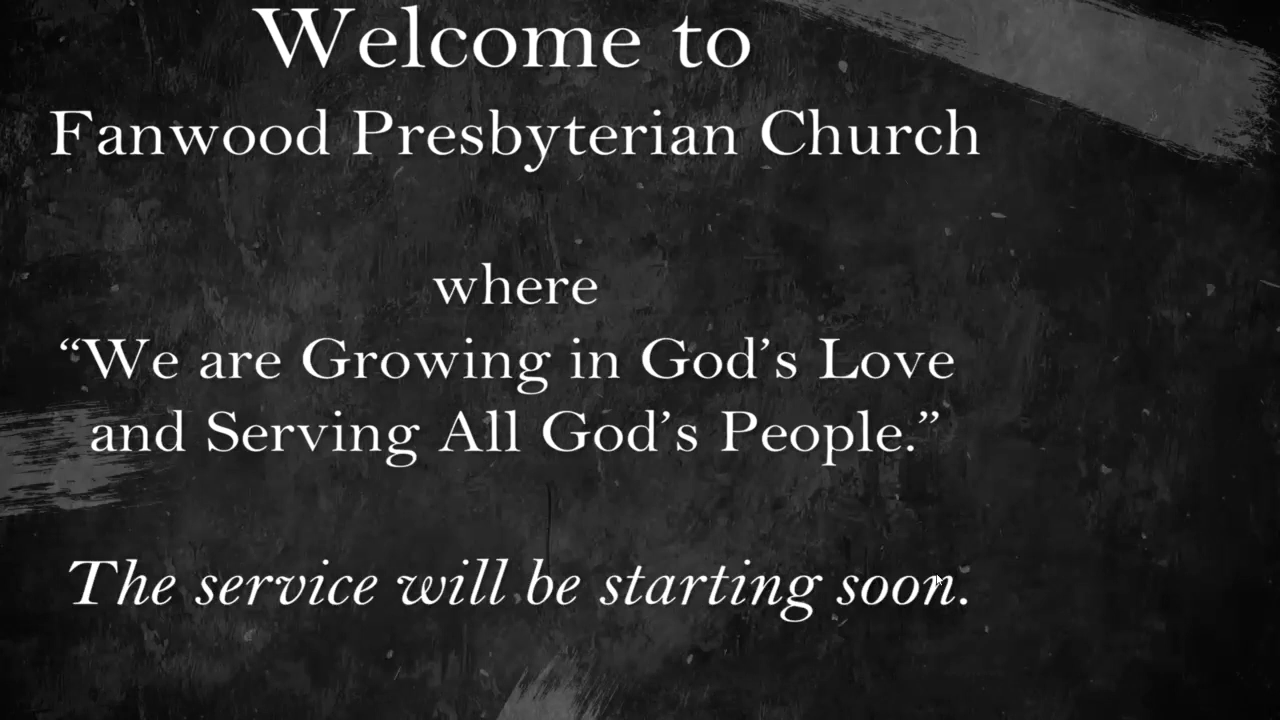 Welcome to
Fanwood Presbyterian Church
where
“We are Growing in God’s Love
and Serving All God’s People.”
The service will be starting soon.